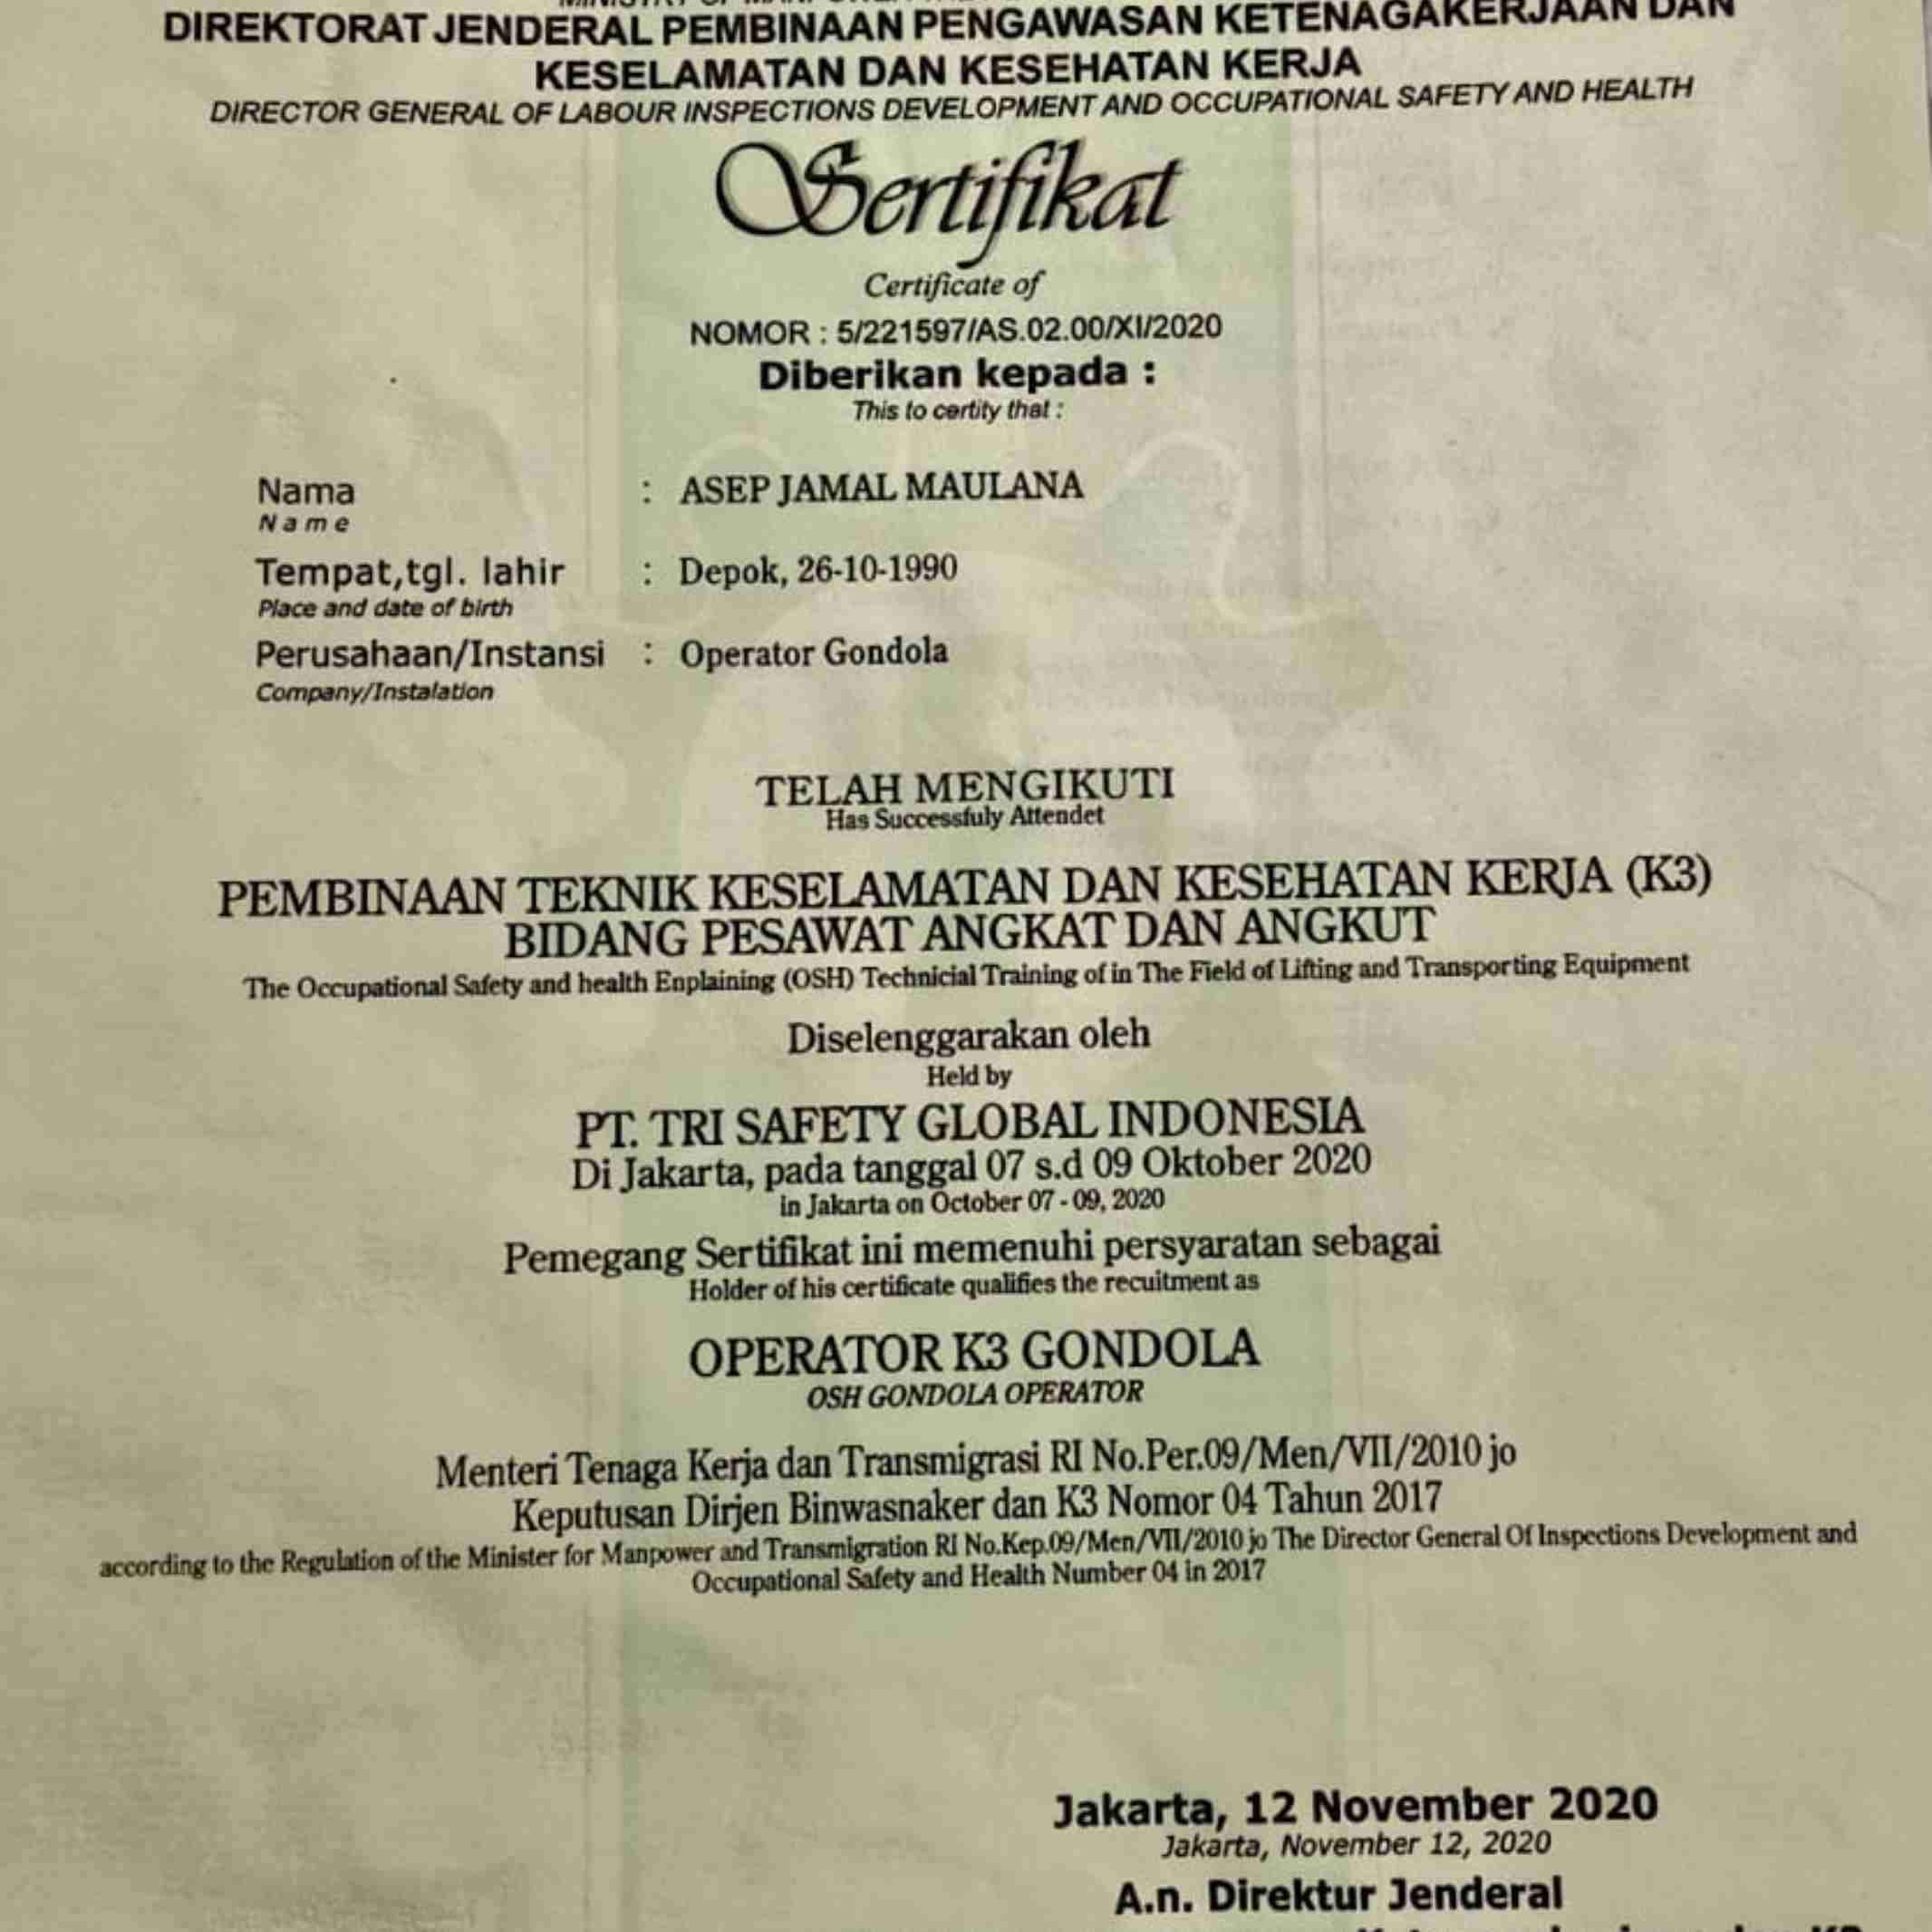 DIREKTORAT JENDERAL PEMBINAAN PENGAWASAN KETENAGAKERJAAN DAN
KESELAMATAN DAN KESEHATAN KERJA
DIRECTOR GENERAL OF LABOUR INSPECTIONS DEVELOPMENT AND OCCUPATIONAL SAFETY AND HEALTH
Sertifikat
Certificate of
NOMOR : 5/221597/AS.02.00/XI/2020
Diberikan kepada :
This to certity that :
Nama : ASEP JAMAL MAULANA
Name
Tempat,tgl. lahir : Depok, 26-10-1990
Place and date of birth
Perusahaan/Instansi : Operator Gondola
Company/Instalation
TELAH MENGIKUTI
Has Successfuly Attendet
PEMBINAAN TEKNIK KESELAMATAN DAN KESEHATAN KERJA (K3)
BIDANG PESAWAT ANGKAT DAN ANGKUT
The Occupational Safety and health Enplaining (OSH) Technicial Training of in The Field of Lifting and Transporting Equipment
Diselenggarakan oleh
Held by
PT. TRI SAFETY GLOBAL INDONESIA
Di Jakarta, pada tanggal 07 s.d 09 Oktober 2020
in Jakarta on October 07 - 09, 2020
Pemegang Sertifikat ini memenuhi persyaratan sebagai
Holder of his certificate qualifies the recuitment as
OPERATOR K3 GONDOLA
OSH GONDOLA OPERATOR
Menteri Tenaga Kerja dan Transmigrasi RI No.Per.09/Men/VII/2010 jo
Keputusan Dirjen Binwasnaker dan K3 Nomor 04 Tahun 2017
according to the Regulation of the Minister for Manpower and Transmigration RI No.Kep.09/Men/VII/2010 jo The Director General Of Inspections Development and
Occupational Safety and Health Number 04 in 2017
Jakarta, 12 November 2020
Jakarta, November 12, 2020
A.n. Direktur Jenderal